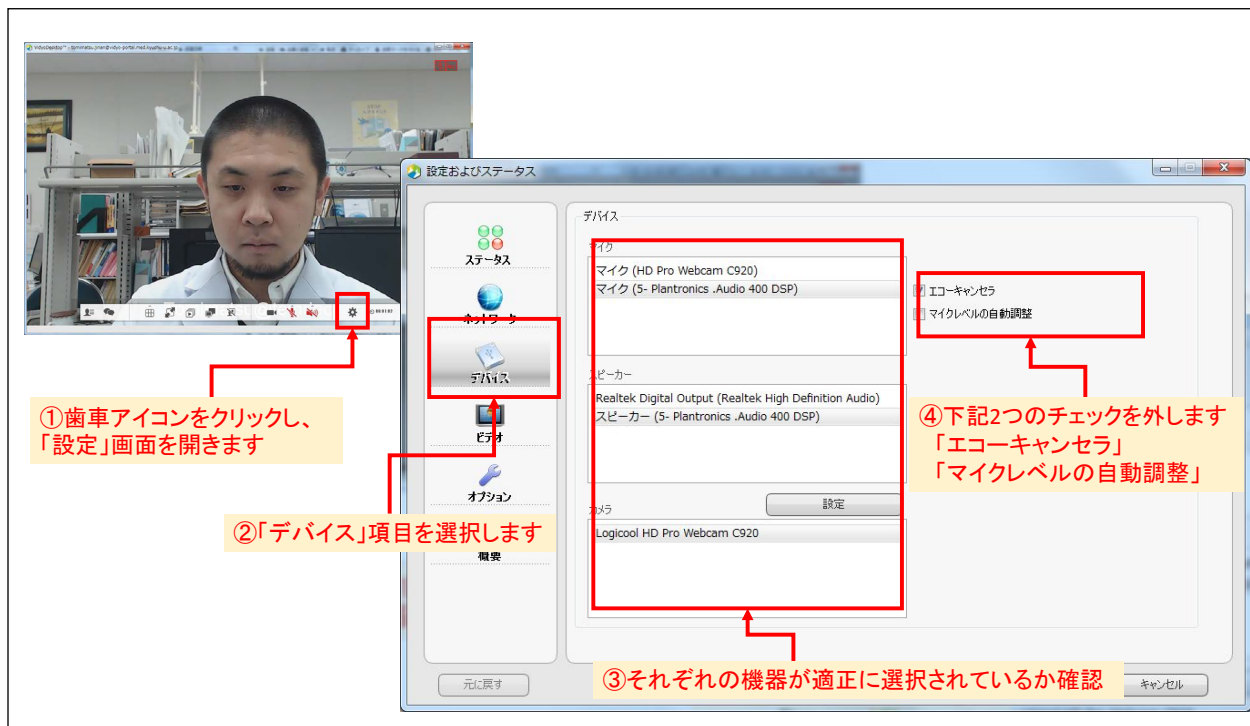 設定およびステータス
ステータス
ネットワーク
デバイス
ビデオ
オプション
概要
デバイス
マイク
マイク (HD Pro Webcam C920)
マイク (5- Plantronics .Audio 400 DSP)
エコーキャンセラ
マイクレベルの自動調整
スピーカー
Realtek Digital Output (Realtek High Definition Audio)
スピーカー (5- Plantronics .Audio 400 DSP)
設定
カメラ
Logicool HD Pro Webcam C920
元に戻す
キャンセル
①歯車アイコンをクリックし、
「設定」画面を開きます
②「デバイス」項目を選択します
③それぞれの機器が適正に選択されているか確認
④下記2つのチェックを外します
「エコーキャンセラ」
「マイクレベルの自動調整」